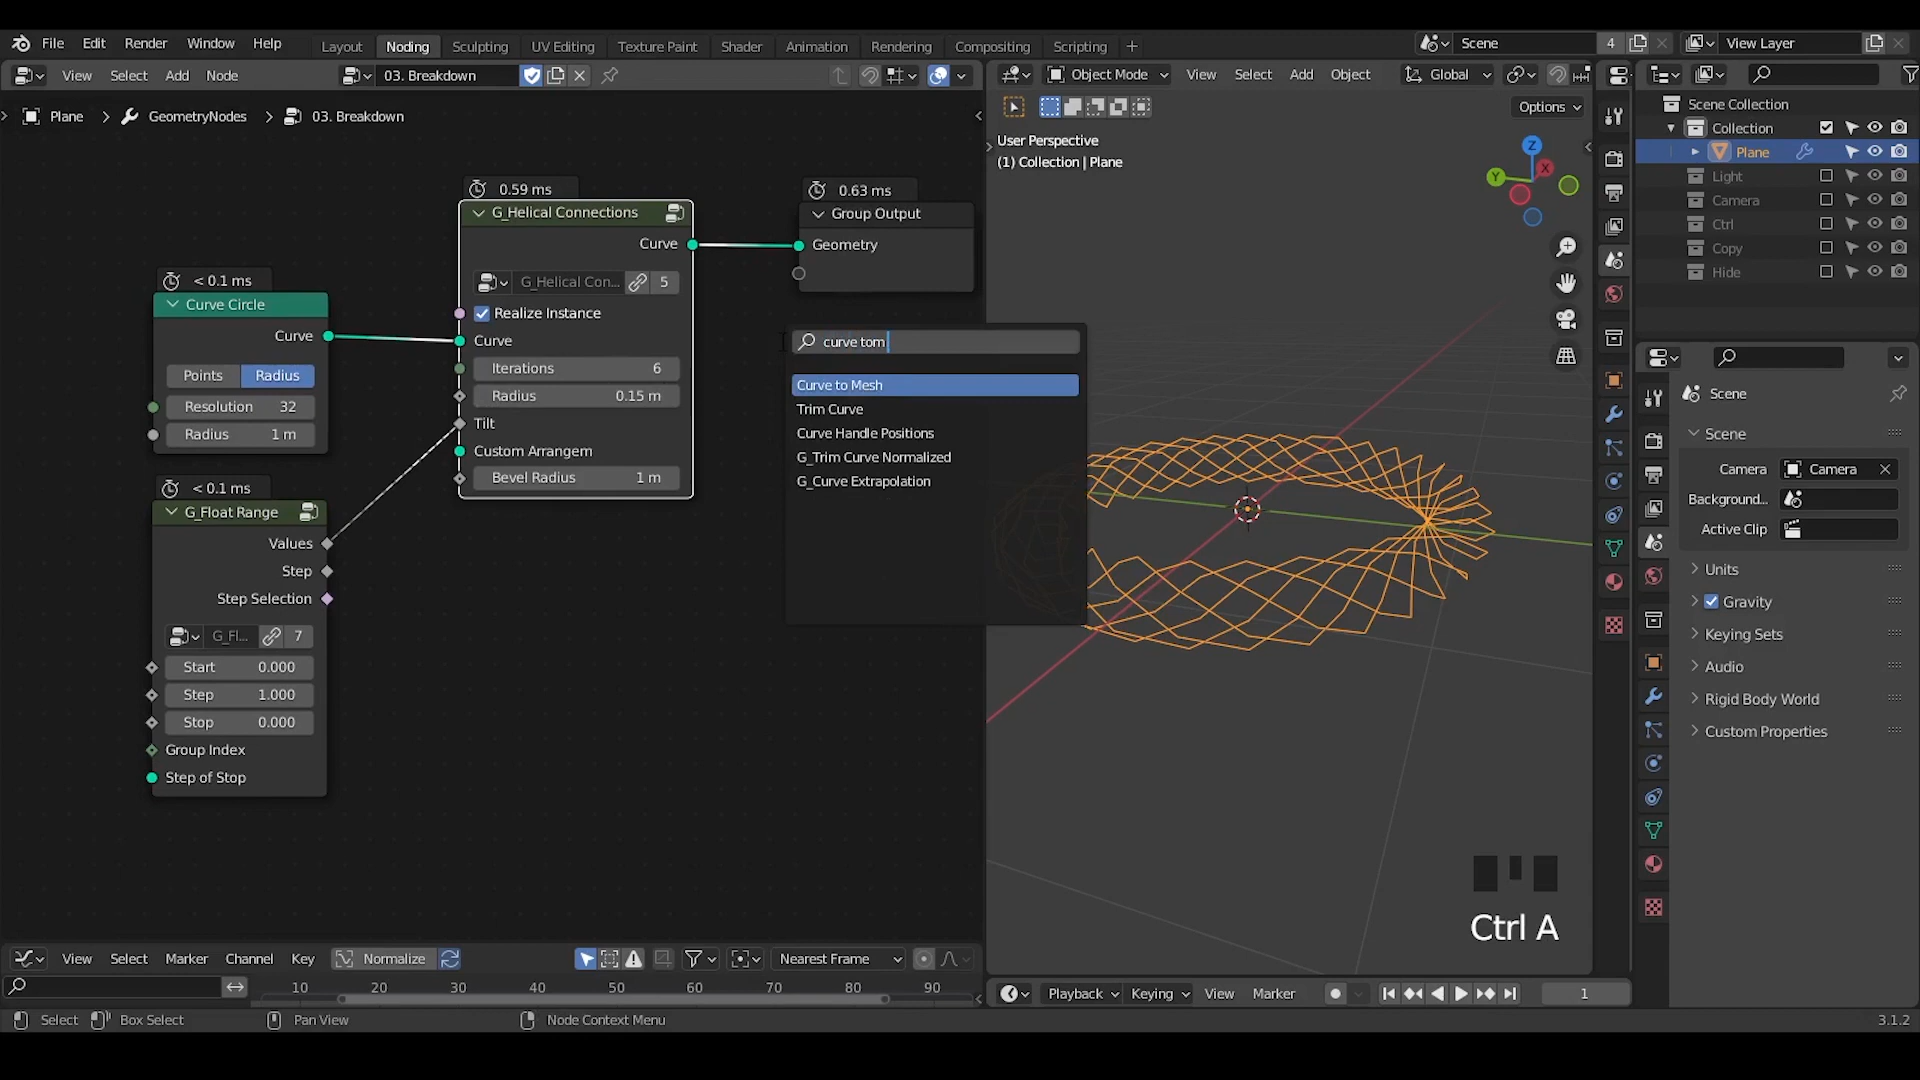 File Edit Render Window Help
Layout Noding Sculpting UV Editing Texture Paint Shader Animation Rendering Compositing Scripting +
Scene 4
View Layer
View Select Add Node
03. Breakdown
Object Mode View Select Add Object Global
Options
Plane > GeometryNodes > 03. Breakdown
User Perspective
(1) Collection | Plane
Z
X
Y
Scene Collection
Collection
Plane
Light
Camera
Ctrl
Copy
Hide
0.59 ms
G_Helical Connections
Curve
G_Helical Con... 5
Realize Instance
Curve
Iterations 6
Radius 0.15 m
Tilt
Custom Arrangem
Bevel Radius 1 m
0.63 ms
Group Output
Geometry
< 0.1 ms
Curve Circle
Curve
Points Radius
Resolution 32
Radius 1 m
< 0.1 ms
G_Float Range
Values
Step
Step Selection
G_Fl... 7
Start 0.000
Step 1.000
Stop 0.000
Group Index
Step of Stop
curve tom
Curve to Mesh
Trim Curve
Curve Handle Positions
G_Trim Curve Normalized
G_Curve Extrapolation
Scene
Scene
Camera Camera
Background...
Active Clip
Units
Gravity
Keying Sets
Audio
Rigid Body World
Custom Properties
Ctrl A
View Select Marker Channel Key Normalize Nearest Frame
10 20 30 40 50 60 70 80 90
Playback Keying View Marker 1
Select Box Select Pan View Node Context Menu 3.1.2